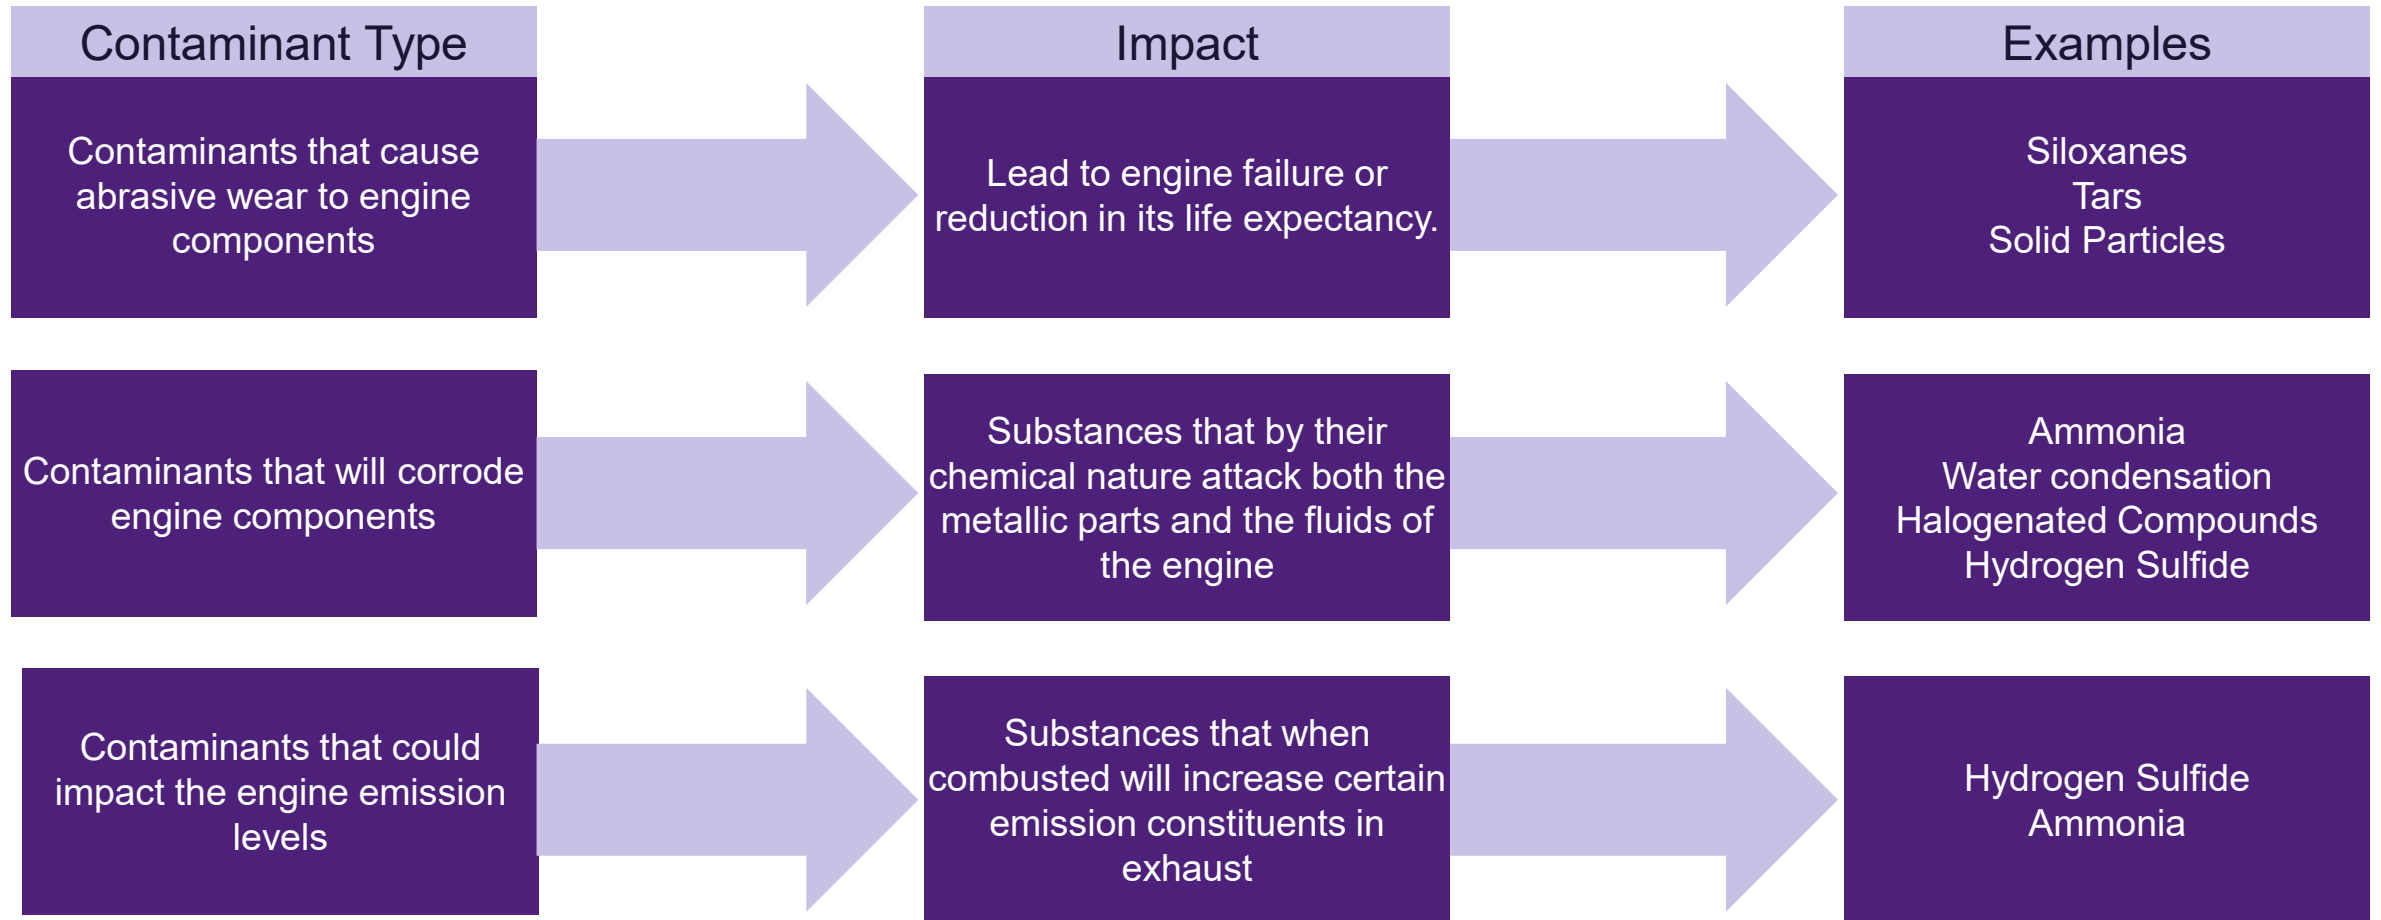 Contaminant Type
Impact
Examples
Contaminants that cause
abrasive wear to engine
components
Lead to engine failure or
reduction in its life expectancy.
Siloxanes
Tars
Solid Particles
Contaminants that will corrode
engine components
Substances that by their
chemical nature attack both the
metallic parts and the fluids of
the engine
Ammonia
Water condensation
Halogenated Compounds
Hydrogen Sulfide
Contaminants that could
impact the engine emission
levels
Substances that when
combusted will increase certain
emission constituents in
exhaust
Hydrogen Sulfide
Ammonia